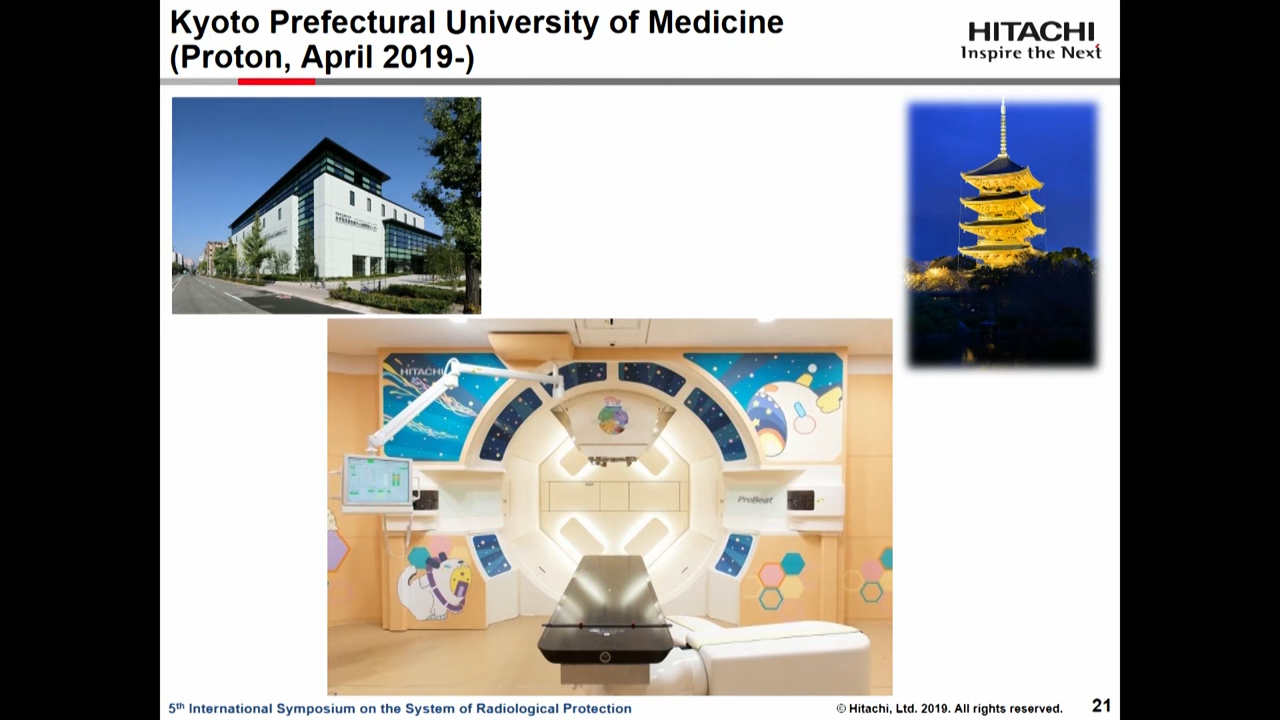 Kyoto Prefectural University of Medicine
(Proton, April 2019-)
HITACHI
Inspire the Next
HITACHI
ProBeat
5th International Symposium on the System of Radiological Protection
© Hitachi, Ltd. 2019. All rights reserved.
21